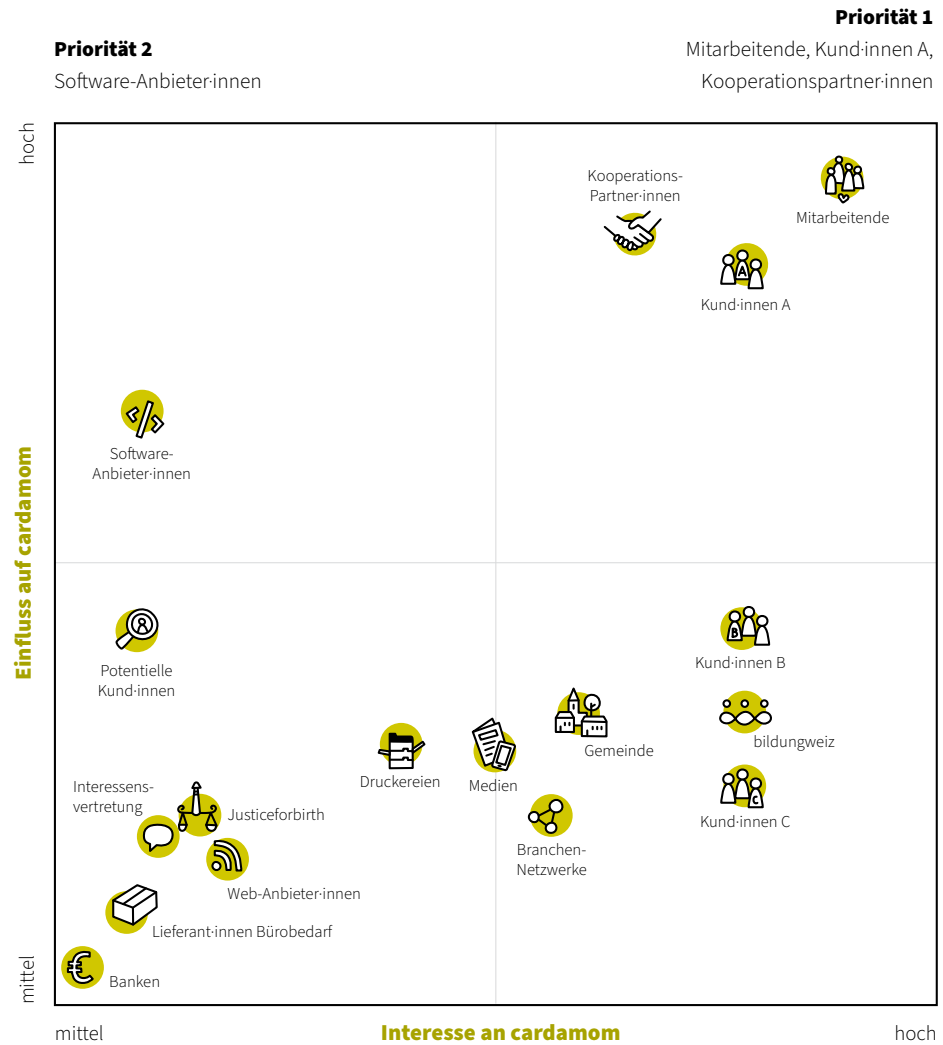 Priorität 1
Priorität 2
Mitarbeitende, Kund·innen A,
Software-Anbieter·innen
Kooperationspartner·innen
hoch
Kooperations-
Partner·innen
Mitarbeitende
A
Kund·innen A
Software-
Anbieter·innen
Einfluss auf cardamom
B
Kund·innen B
Potentielle
Kund·innen
bildungweiz
Gemeinde
Druckereien
Medien
Interessens-
vertretung
Justiceforbirth
C
Kund·innen C
Branchen-
Netzwerke
Web-Anbieter·innen
Lieferant·innen Bürobedarf
€
Banken
mittel
mittel
Interesse an cardamom
hoch